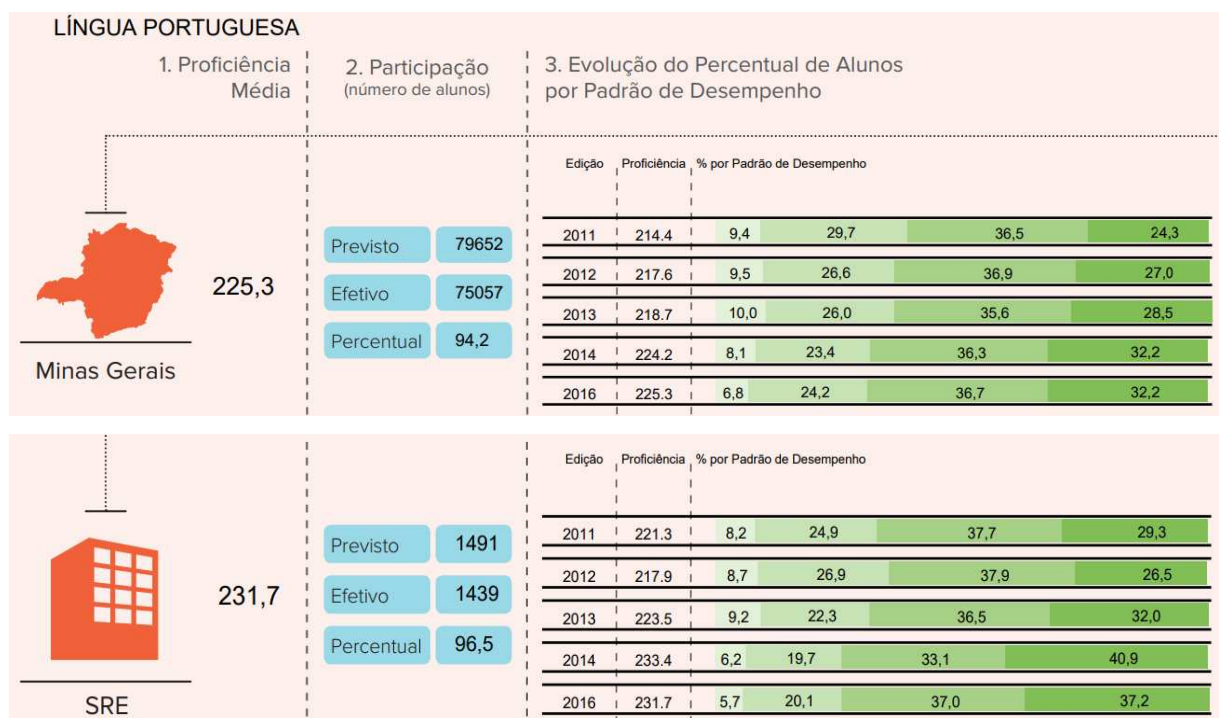 LÍNGUA PORTUGUESA
1. Proficiência
Média
2. Participação
(número de alunos)
3. Evolução do Percentual de Alunos
por Padrão de Desempenho
Edição Proficiência % por Padrão de Desempenho
225,3
Minas Gerais
Previsto 79652
Efetivo 75057
Percentual 94,2
2011 214.4 9,4 29,7 36,5 24,3
2012 217.6 9,5 26,6 36,9 27,0
2013 218.7 10,0 26,0 35,6 28,5
2014 224.2 8,1 23,4 36,3 32,2
2016 225.3 6,8 24,2 36,7 32,2
Edição Proficiência % por Padrão de Desempenho
231,7
SRE
Previsto 1491
Efetivo 1439
Percentual 96,5
2011 221.3 8,2 24,9 37,7 29,3
2012 217.9 8,7 26,9 37,9 26,5
2013 223.5 9,2 22,3 36,5 32,0
2014 233.4 6,2 19,7 33,1 40,9
2016 231.7 5,7 20,1 37,0 37,2